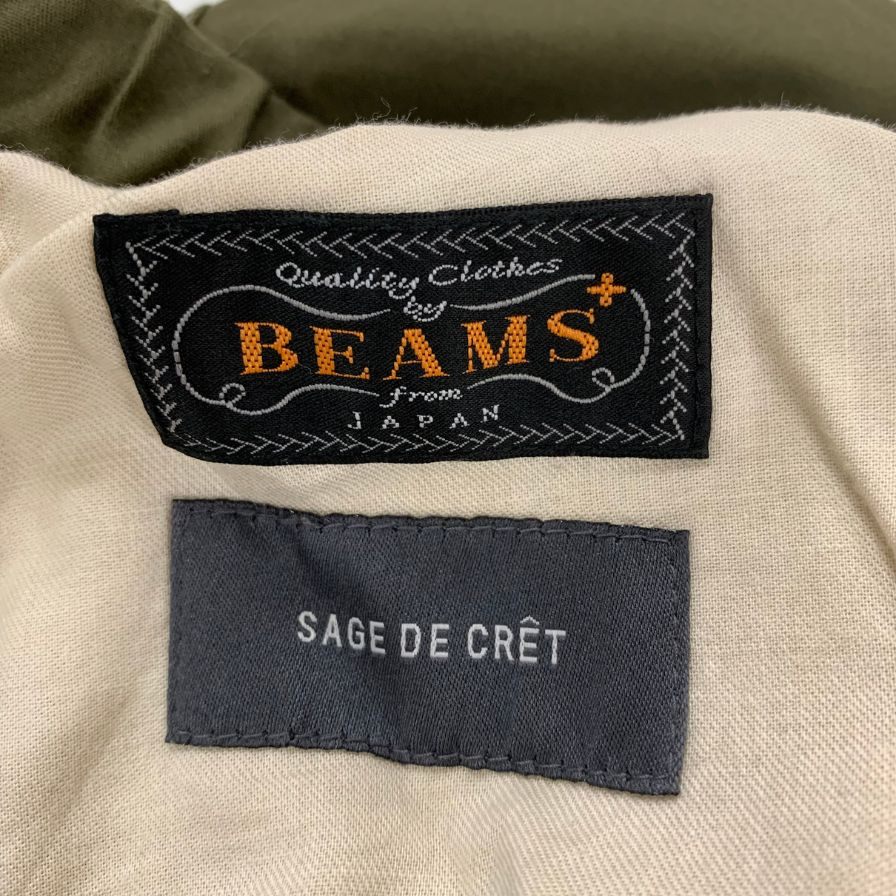 Quality Clothes
by
BEAMS+
from
JAPAN
SAGE DE CRÊT